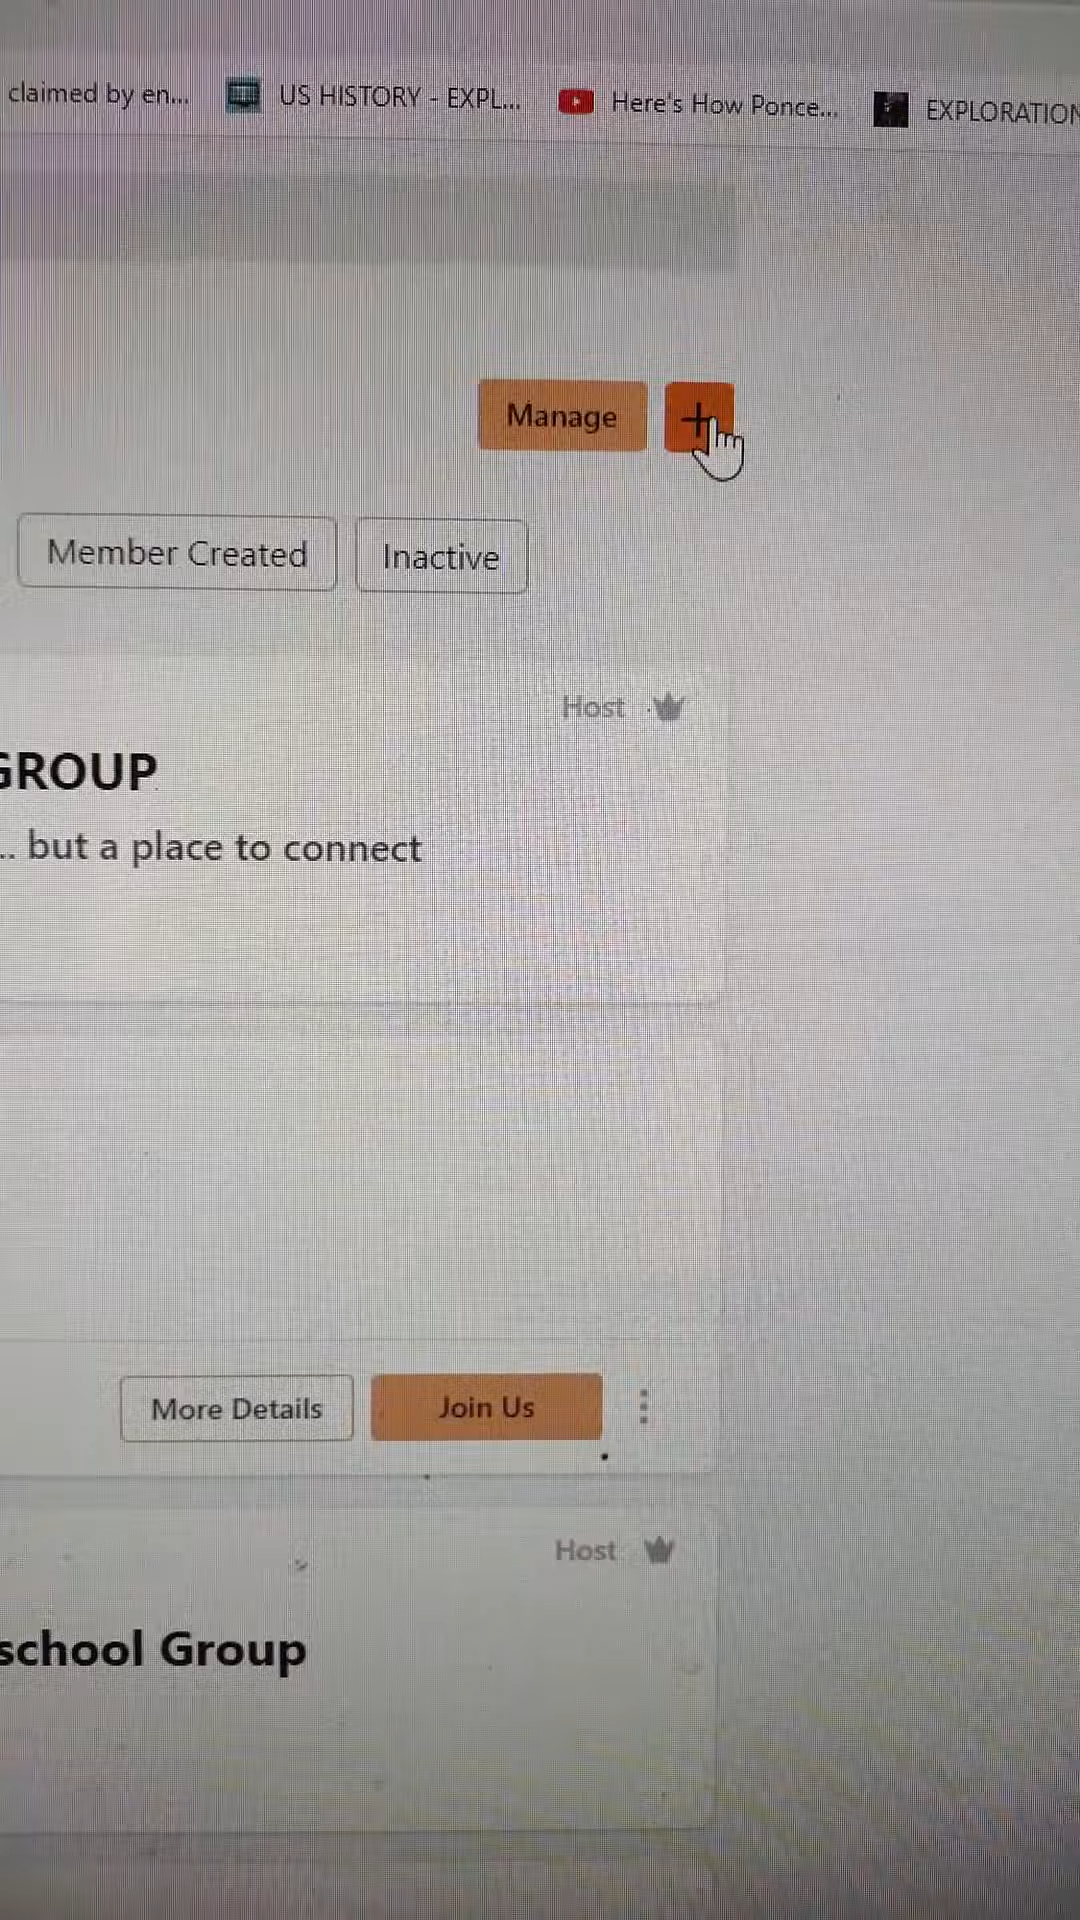 claimed by en... US HISTORY - EXPL... Here's How Ponce... EXPLORATION
Manage +
Member Created Inactive
Host
GROUP
... but a place to connect
More Details Join Us
Host
school Group